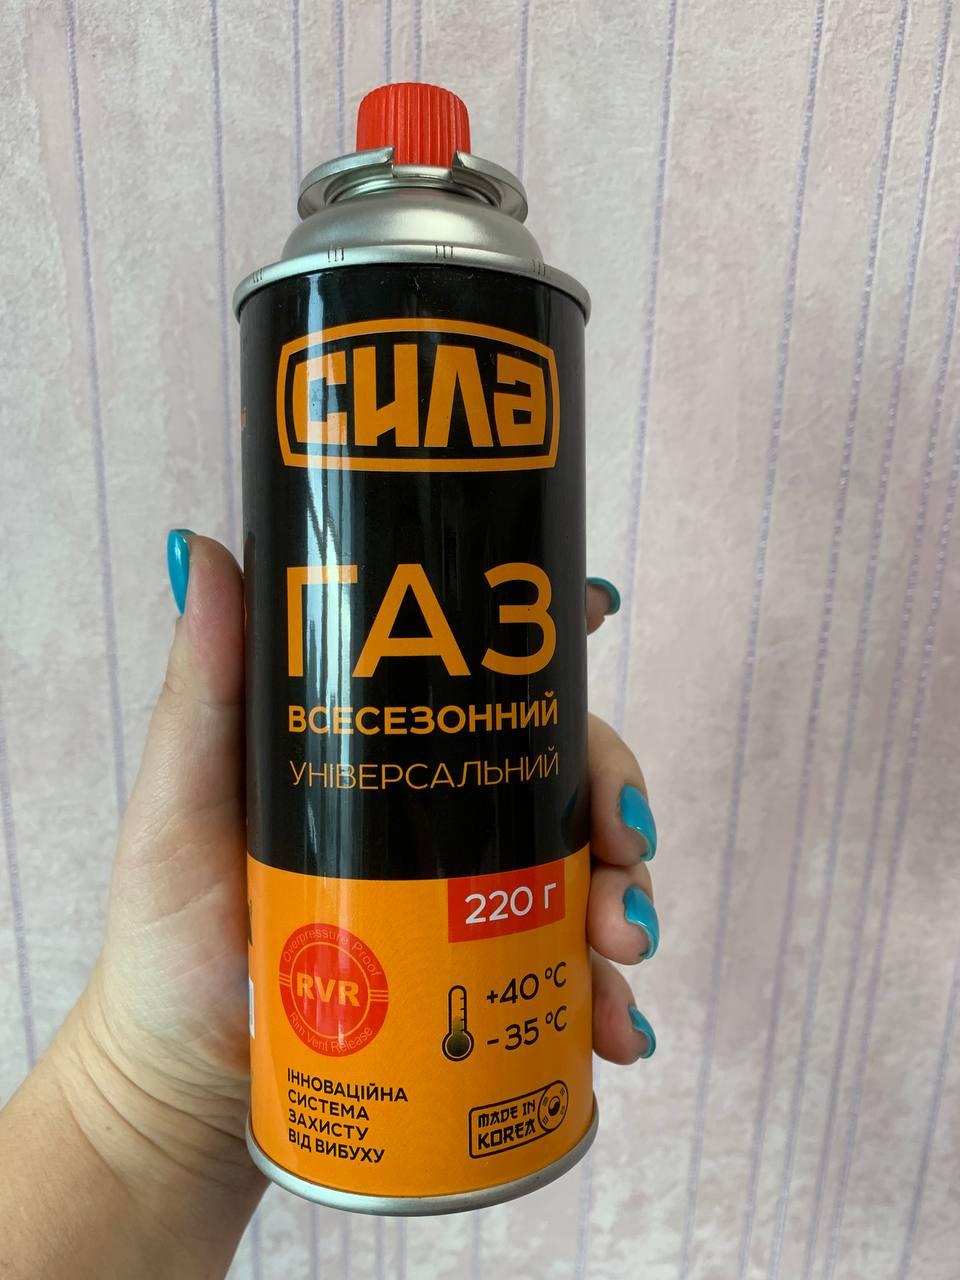 СИЛА
ГАЗ
ВСЕСЕЗОННИЙ
УНІВЕРСАЛЬНИЙ
220 г
Overpressure Proof
RVR
Rim Vent Release
+40 °C
-35 °C
ІННОВАЦІЙНА
СИСТЕМА
ЗАХИСТУ
ВІД ВИБУХУ
MADE IN
KOREA